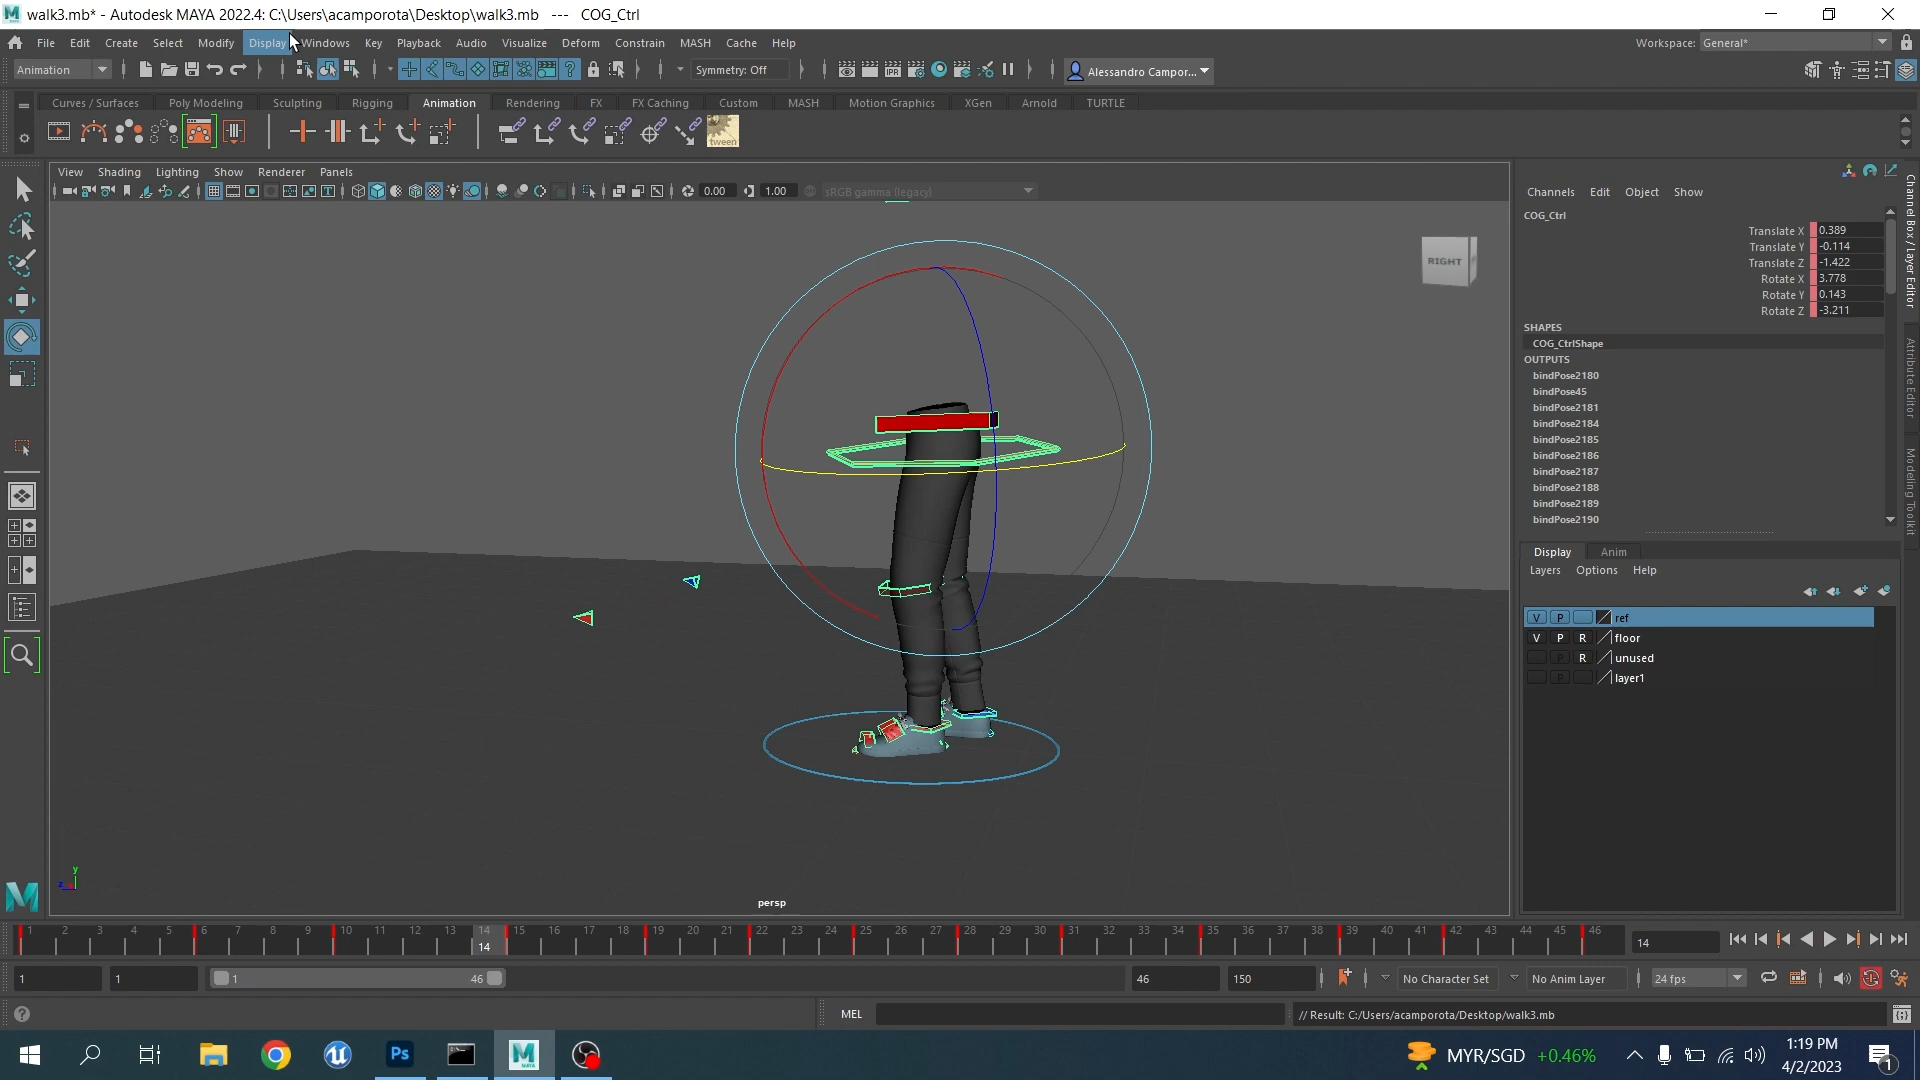 walk3.mb* - Autodesk MAYA 2022.4: C:\Users\acamporota\Desktop\walk3.mb --- COG_Ctrl
File Edit Create Select Modify Display Windows Key Playback Audio Visualize Deform Constrain MASH Cache Help
Workspace: General*
Animation
Symmetry: Off
IPR
Alessandro Campor...
Curves / Surfaces Poly Modeling Sculpting Rigging Animation Rendering FX FX Caching Custom MASH Motion Graphics XGen Arnold TURTLE
tween
View Shading Lighting Show Renderer Panels
0.00 1.00 sRGB gamma (legacy)
RIGHT
y
z
persp
Channels Edit Object Show
COG_Ctrl
Translate X 0.389
Translate Y -0.114
Translate Z -1.422
Rotate X 3.778
Rotate Y 0.143
Rotate Z -3.211
SHAPES
COG_CtrlShape
OUTPUTS
bindPose2180
bindPose45
bindPose2181
bindPose2184
bindPose2185
bindPose2186
bindPose2187
bindPose2188
bindPose2189
bindPose2190
Channel Box / Layer Editor
Attribute Editor
Modeling Toolkit
Display Anim
Layers Options Help
V P ref
V P R floor
P R unused
P layer1
1 2 3 4 5 6 7 8 9 10 11 12 13 14 15 16 17 18 19 20 21 22 23 24 25 26 27 28 29 30 31 32 33 34 35 36 37 38 39 40 41 42 43 44 45 46
14
14
1 1 1 46 46 150 No Character Set No Anim Layer 24 fps
MEL
// Result: C:/Users/acamporota/Desktop/walk3.mb
Ps
M
MAYA
MYR/SGD +0.46%
1:19 PM
4/2/2023
1